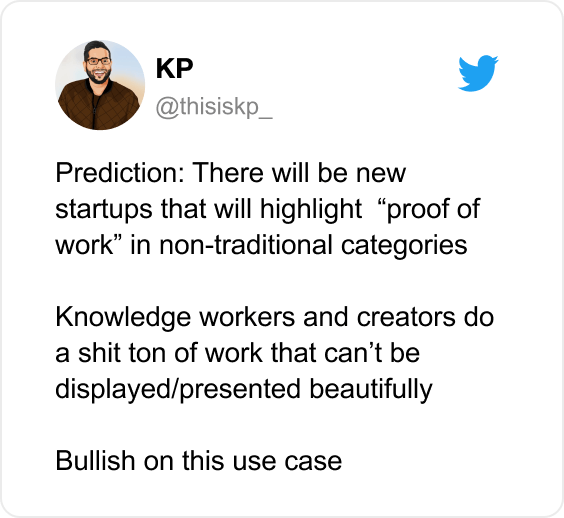 KP
@thisiskp_
Prediction: There will be new
startups that will highlight  “proof of
work” in non-traditional categories
Knowledge workers and creators do
a shit ton of work that can’t be
displayed/presented beautifully
Bullish on this use case